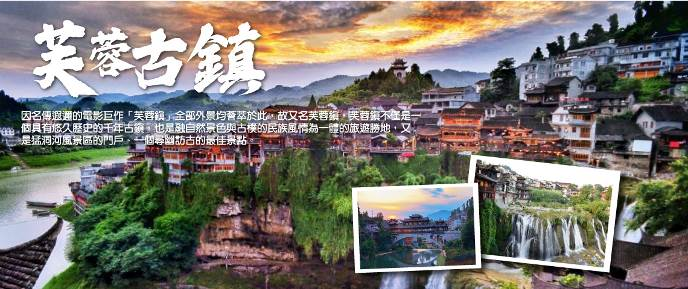 芙蓉古鎮
因名傳遐邇的電影巨作「芙蓉鎮」全部外景均薈萃於此，故又名芙蓉鎮。芙蓉鎮不僅是一
個具有悠久歷史的千年古鎮，也是融自然景色與古樸的民族風情為一體的旅遊勝地，又
是猛洞河風景區的門戶，一個尋幽訪古的最佳景點